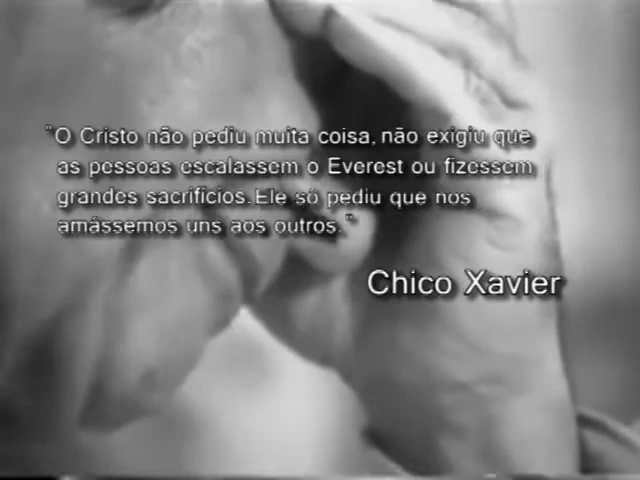 "O Cristo não pediu muita coisa, não exigiu que
as pessoas escalassem o Everest ou fizessem
grandes sacrifícios. Ele só pediu que nos
amássemos uns aos outros."
Chico Xavier